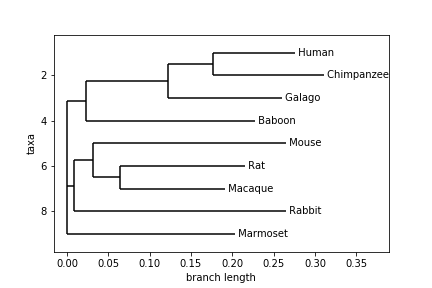 Human
2
Chimpanzee
Galago
4
Baboon
Mouse
taxa
6
Rat
Macaque
8
Rabbit
Marmoset
0.00 0.05 0.10 0.15 0.20 0.25 0.30 0.35
branch length